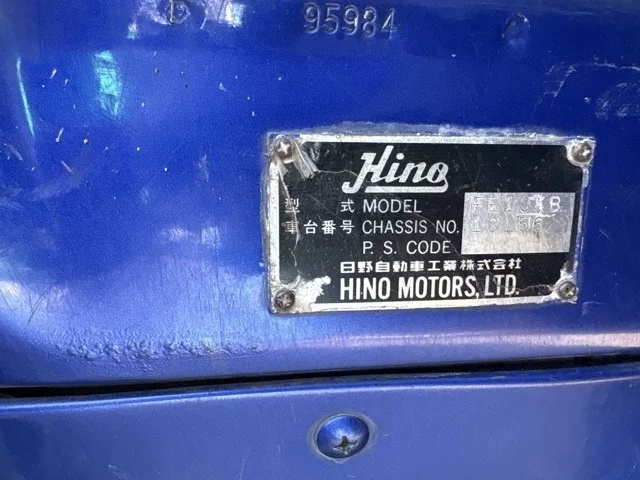 D 95984
Hino
型式 MODEL
車台番号 CHASSIS NO. 10156
P. S. CODE
日野自動車工業株式会社
HINO MOTORS, LTD.